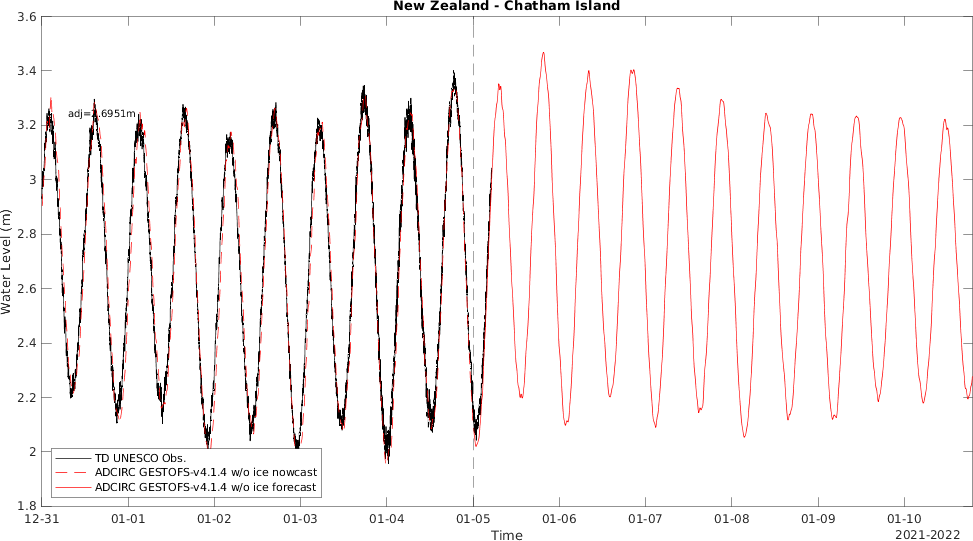 New Zealand - Chatham Island
3.6
3.4
3.2
3
2.8
2.6
2.4
2.2
2
1.8
Water Level (m)
adj=2.6951m
TD UNESCO Obs.
ADCIRC GESTOFS-v4.1.4 w/o ice nowcast
ADCIRC GESTOFS-v4.1.4 w/o ice forecast
12-31 01-01 01-02 01-03 01-04 01-05 01-06 01-07 01-08 01-09 01-10
Time
2021-2022